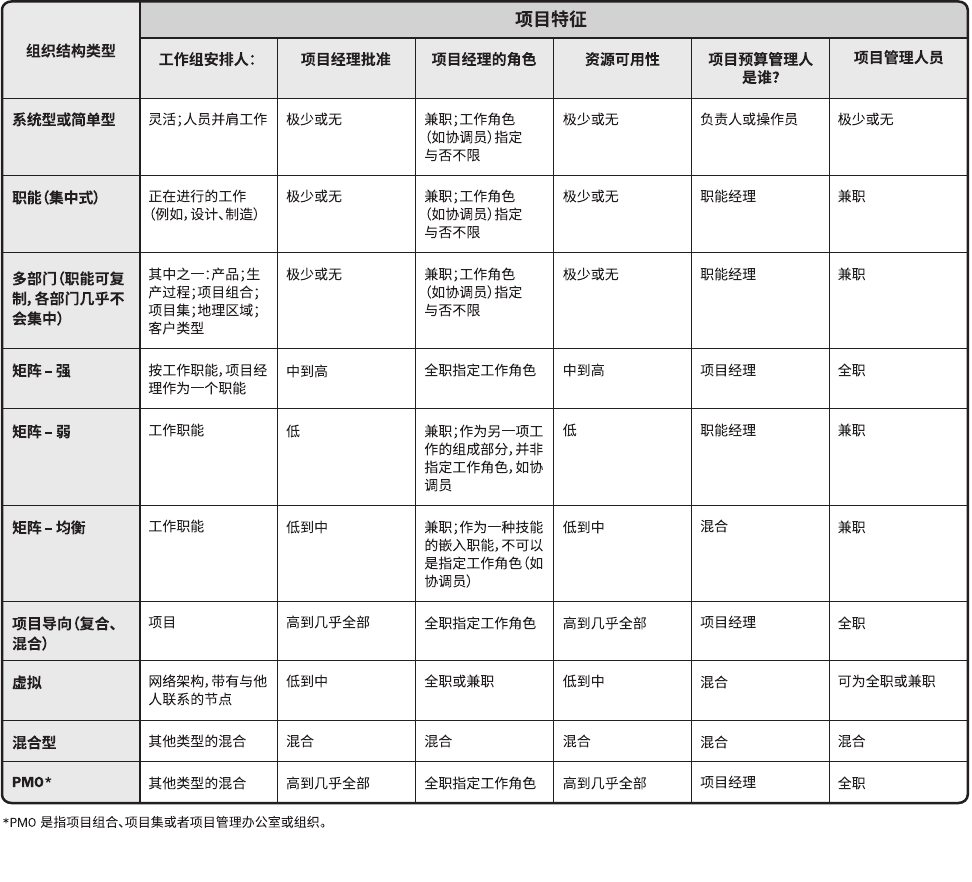 组织结构类型
项目特征
工作组安排人：
项目经理批准
项目经理的角色
资源可用性
项目预算管理人
是谁？
项目管理人员
系统型或简单型
灵活；人员并肩工作
极少或无
兼职；工作角色
（如协调员）指定
与否不限
极少或无
负责人或操作员
极少或无
职能（集中式）
正在进行的工作
（例如，设计、制造）
极少或无
兼职；工作角色
（如协调员）指定
与否不限
极少或无
职能经理
兼职
多部门（职能可复
制，各部门几乎不
会集中）
其中之一：产品；生
产过程；项目组合；
项目集；地理区域；
客户类型
极少或无
兼职；工作角色
（如协调员）指定
与否不限
极少或无
职能经理
兼职
矩阵 – 强
按工作职能，项目经
理作为一个职能
中到高
全职指定工作角色
中到高
项目经理
全职
矩阵 – 弱
工作职能
低
兼职；作为另一项工
作的组成部分，并非
指定工作角色，如协
调员
低
职能经理
兼职
矩阵 – 均衡
工作职能
低到中
兼职；作为一种技能
的嵌入职能，不可以
是指定工作角色（如
协调员）
低到中
混合
兼职
项目导向（复合、
混合）
项目
高到几乎全部
全职指定工作角色
高到几乎全部
项目经理
全职
虚拟
网络架构，带有与他
人联系的节点
低到中
全职或兼职
低到中
混合
可为全职或兼职
混合型
其他类型的混合
混合
混合
混合
混合
混合
PMO*
其他类型的混合
高到几乎全部
全职指定工作角色
高到几乎全部
项目经理
全职
*PMO 是指项目组合、项目集或者项目管理办公室或组织。